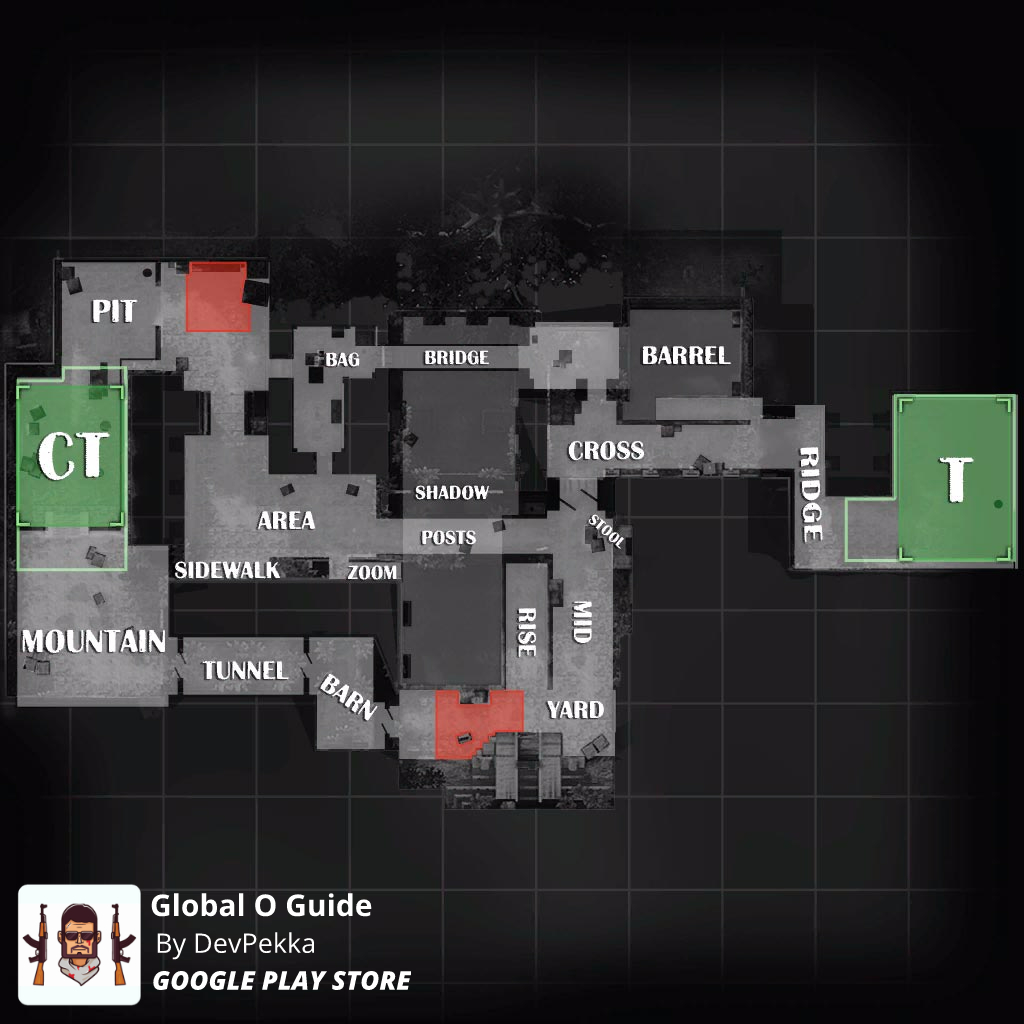 PIT
BAG
BRIDGE
BARREL
CT
CROSS
RIDGE
T
SHADOW
AREA
POSTS
STOOL
SIDEWALK
ZOOM
MOUNTAIN
RISE
MID
TUNNEL
BARN
YARD
Global O Guide
By DevPekka
GOOGLE PLAY STORE